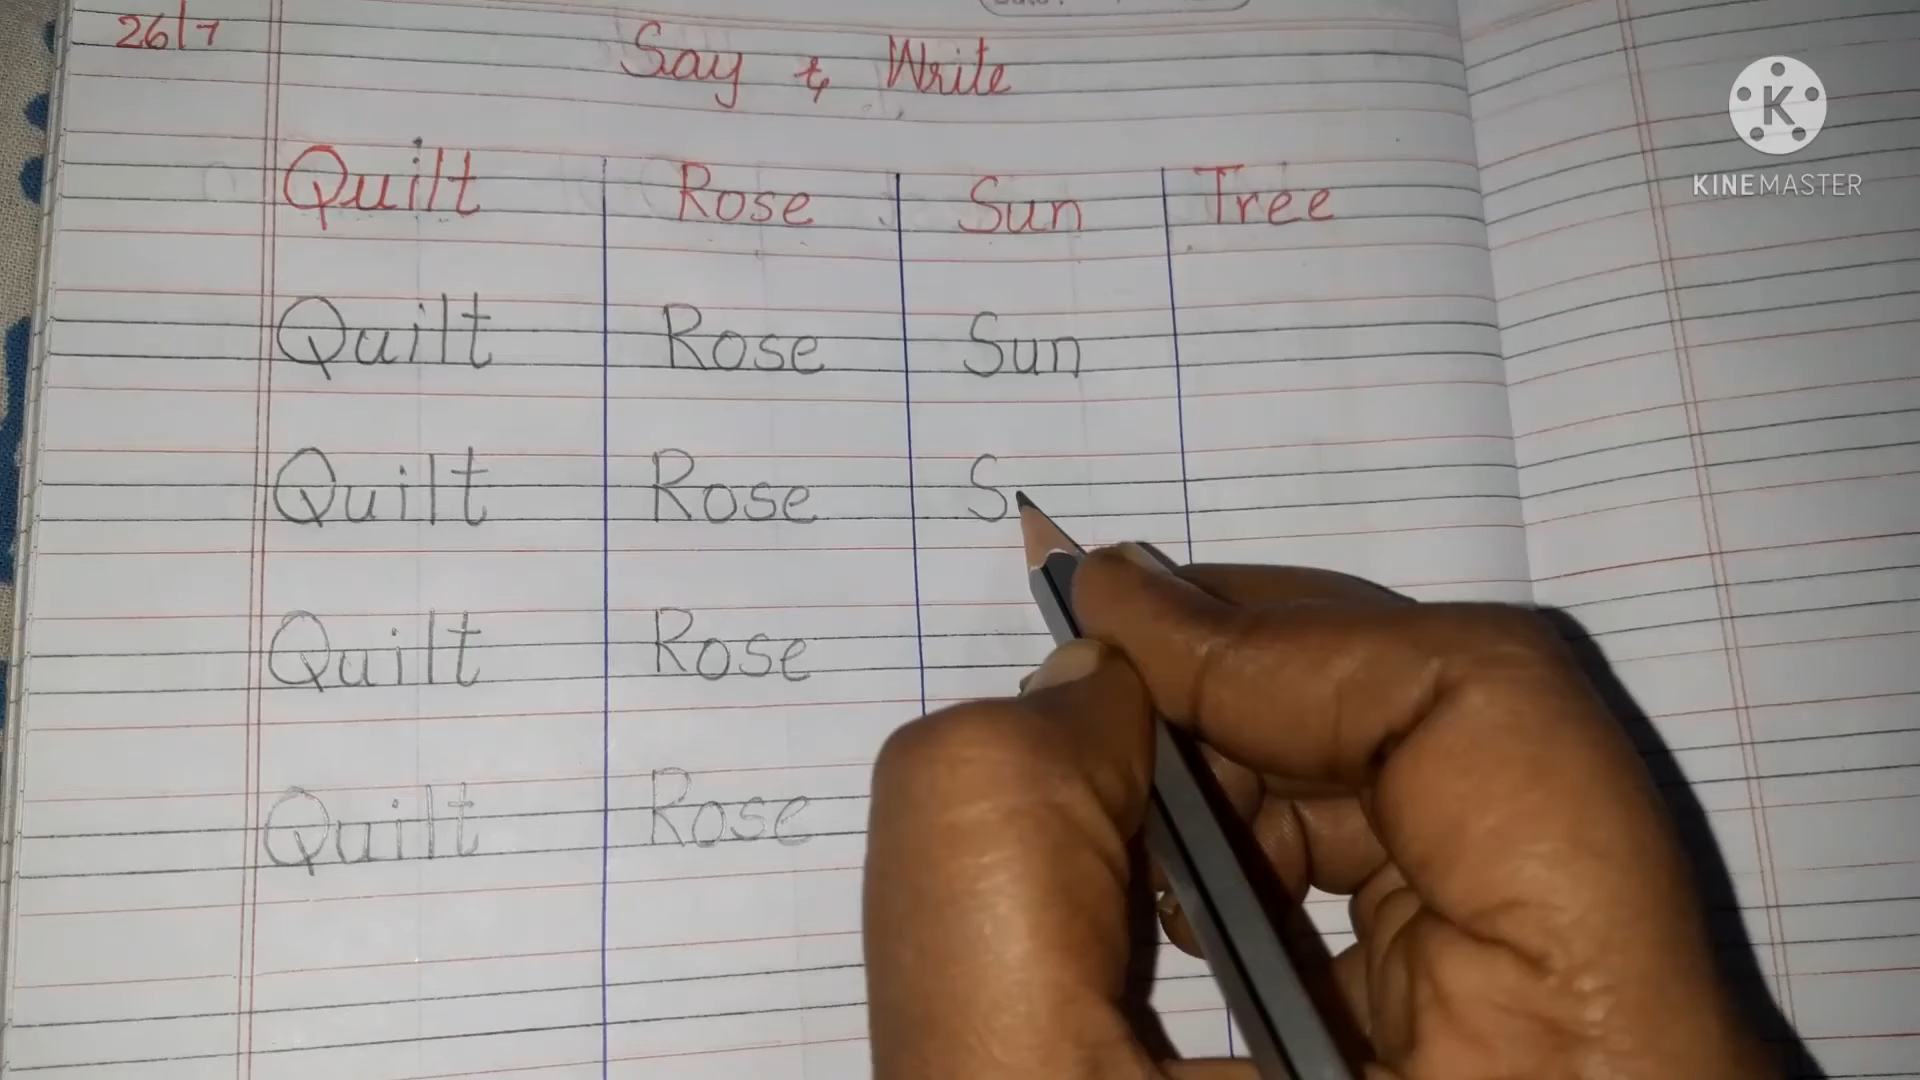 26/7
Say & Write
Quilt Rose Sun Tree
Quilt Rose Sun
Quilt Rose S
Quilt Rose
Quilt Rose
K
KINEMASTER